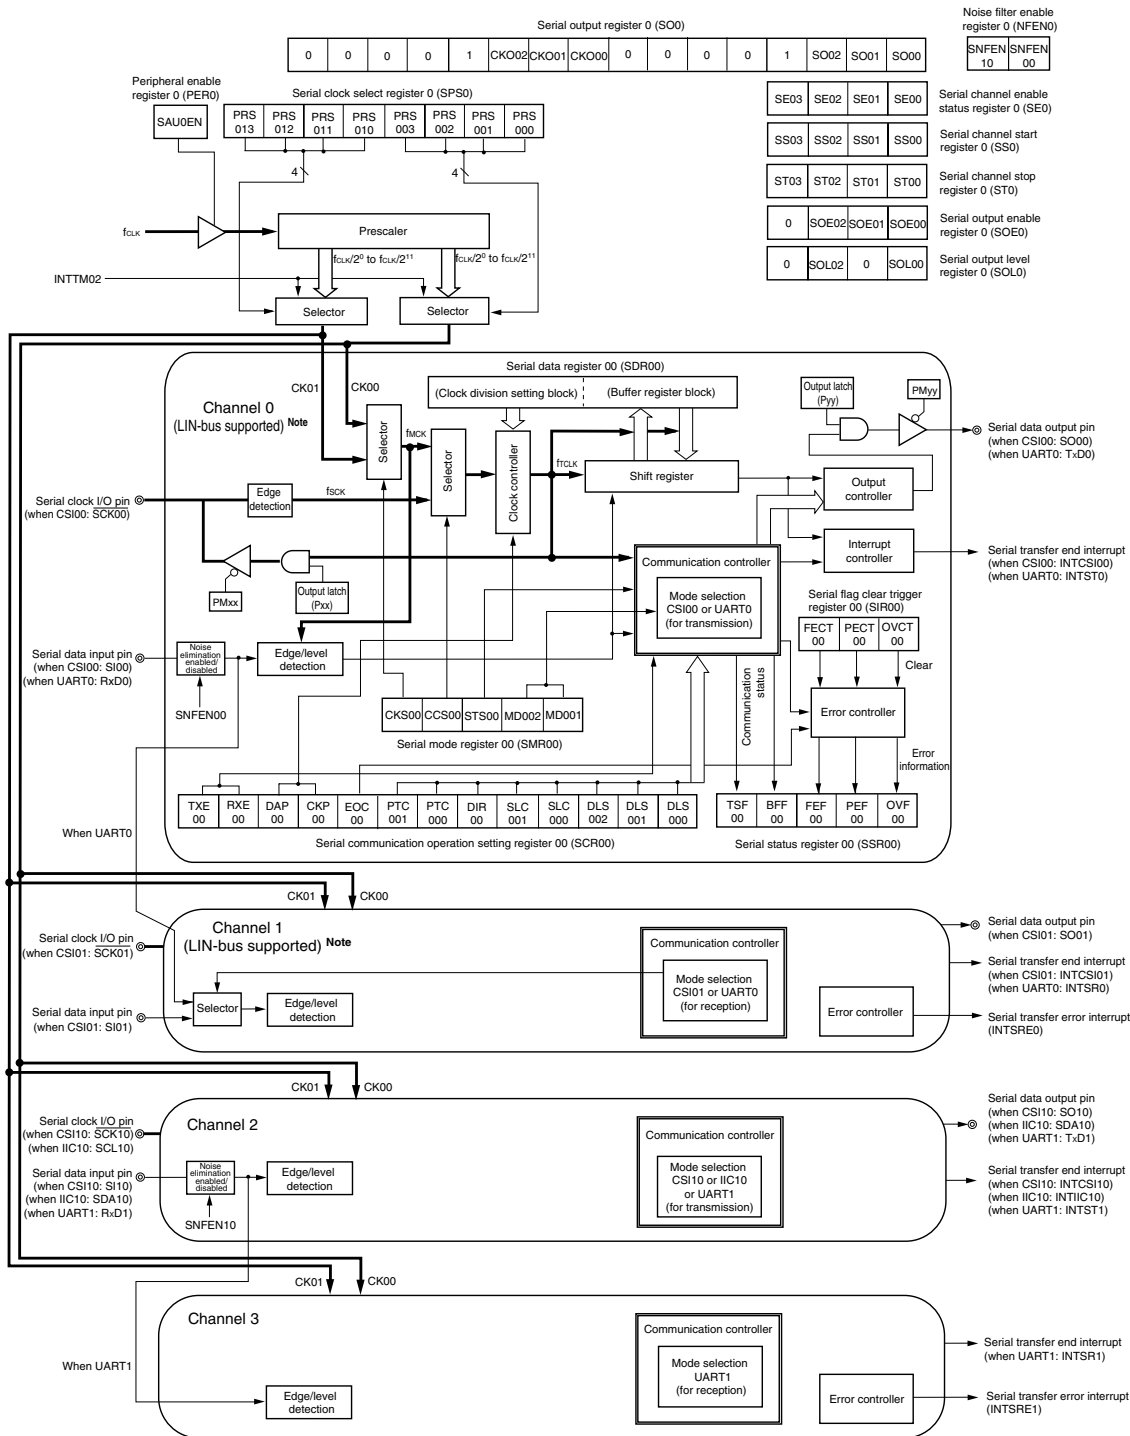 Serial output register 0 (SO0)
0 0 0 0 1 CKO02 CKO01 CKO00 0 0 0 0 1 SO02 SO01 SO00
Noise filter enable
register 0 (NFEN0)
SNFEN
10
SNFEN
00
Peripheral enable
register 0 (PER0)
SAU0EN
Serial clock select register 0 (SPS0)
PRS
013
PRS
012
PRS
011
PRS
010
PRS
003
PRS
002
PRS
001
PRS
000
4
4
SE03 SE02 SE01 SE00
Serial channel enable
status register 0 (SE0)
SS03 SS02 SS01 SS00
Serial channel start
register 0 (SS0)
ST03 ST02 ST01 ST00
Serial channel stop
register 0 (ST0)
0 SOE02 SOE01 SOE00
Serial output enable
register 0 (SOE0)
0 SOL02 0 SOL00
Serial output level
register 0 (SOL0)
fCLK
Prescaler
fCLK/2⁰ to fCLK/2¹¹
fCLK/2⁰ to fCLK/2¹¹
INTTM02
Selector
Selector
CK01
CK00
Channel 0
(LIN-bus supported) Note
Serial data register 00 (SDR00)
(Clock division setting block)
(Buffer register block)
Selector
fMCK
Selector
Clock controller
fTCLK
Shift register
Output latch
(Pyy)
PMyy
Serial data output pin
(when CSI00: SO00)
(when UART0: TxD0)
Output
controller
Serial clock I/O pin
(when CSI00: SCK00)
Edge
detection
fSCK
Interrupt
controller
Serial transfer end interrupt
(when CSI00: INTCSI00)
(when UART0: INTST0)
PMxx
Output latch
(Pxx)
Communication controller
Mode selection
CSI00 or UART0
(for transmission)
Serial flag clear trigger
register 00 (SIR00)
FECT
00
PECT
00
OVCT
00
Clear
Serial data input pin
(when CSI00: SI00)
(when UART0: RxD0)
Noise
elimination
enabled/
disabled
SNFEN00
Edge/level
detection
CKS00 CCS00 STS00 MD002 MD001
Serial mode register 00 (SMR00)
Communication
status
Error controller
Error
information
When UART0
TXE
00
RXE
00
DAP
00
CKP
00
EOC
00
PTC
001
PTC
000
DIR
00
SLC
001
SLC
000
DLS
002
DLS
001
DLS
000
Serial communication operation setting register 00 (SCR00)
TSF
00
BFF
00
FEF
00
PEF
00
OVF
00
Serial status register 00 (SSR00)
CK01
CK00
Channel 1
(LIN-bus supported) Note
Serial clock I/O pin
(when CSI01: SCK01)
Serial data input pin
(when CSI01: SI01)
Selector
Edge/level
detection
Communication controller
Mode selection
CSI01 or UART0
(for reception)
Error controller
Serial data output pin
(when CSI01: SO01)
Serial transfer end interrupt
(when CSI01: INTCSI01)
(when UART0: INTSR0)
Serial transfer error interrupt
(INTSRE0)
CK01
CK00
Channel 2
Serial clock I/O pin
(when CSI10: SCK10)
(when IIC10: SCL10)
Serial data input pin
(when CSI10: SI10)
(when IIC10: SDA10)
(when UART1: RxD1)
Noise
elimination
enabled/
disabled
SNFEN10
Edge/level
detection
Communication controller
Mode selection
CSI10 or IIC10
or UART1
(for transmission)
Serial data output pin
(when CSI10: SO10)
(when IIC10: SDA10)
(when UART1: TxD1)
Serial transfer end interrupt
(when CSI10: INTCSI10)
(when IIC10: INTIIC10)
(when UART1: INTST1)
CK01
CK00
Channel 3
When UART1
Edge/level
detection
Communication controller
Mode selection
UART1
(for reception)
Error controller
Serial transfer end interrupt
(when UART1: INTSR1)
Serial transfer error interrupt
(INTSRE1)